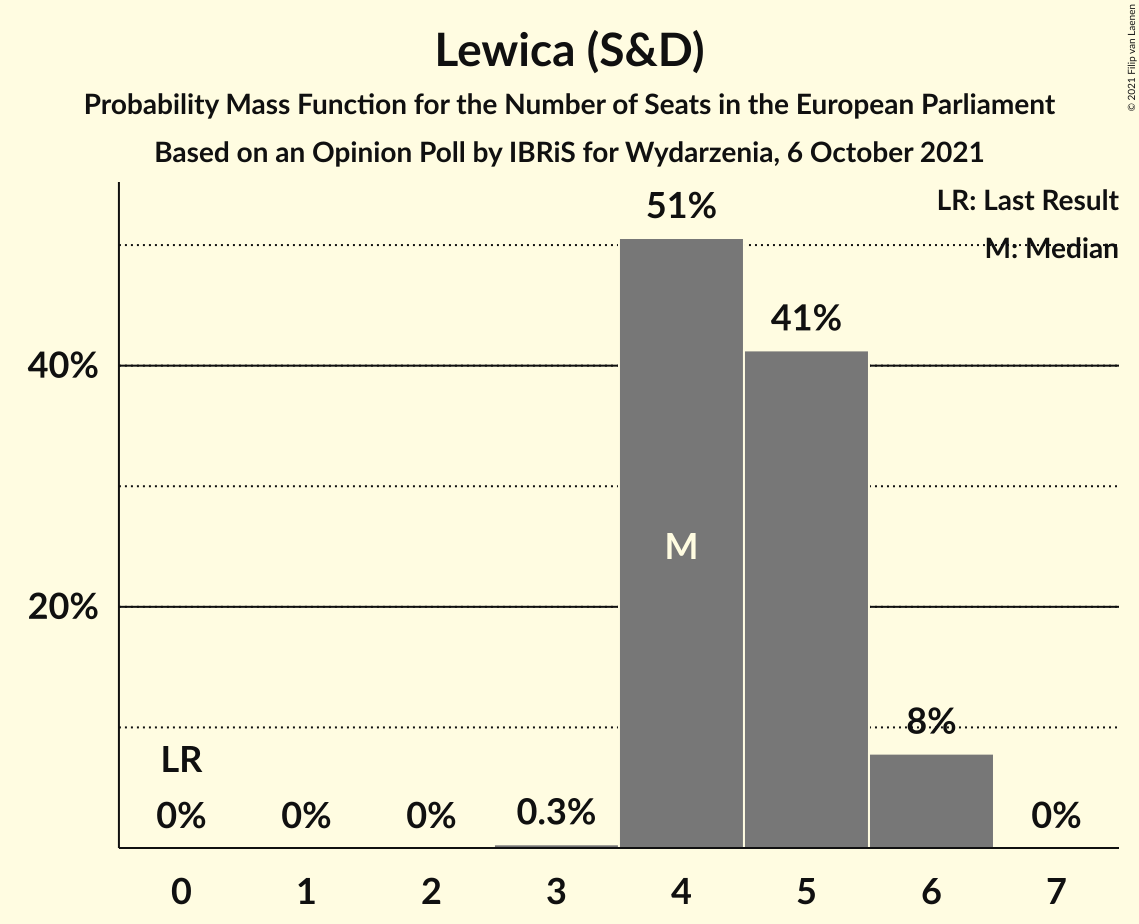 © 2021 Filip van Laenen
Lewica (S&D)
Probability Mass Function for the Number of Seats in the European Parliament
Based on an Opinion Poll by IBRiS for Wydarzenia, 6 October 2021
LR: Last Result
M: Median
51%
41%
40%
M
20%
8%
LR
0% 0% 0% 0.3% 0%
0 1 2 3 4 5 6 7